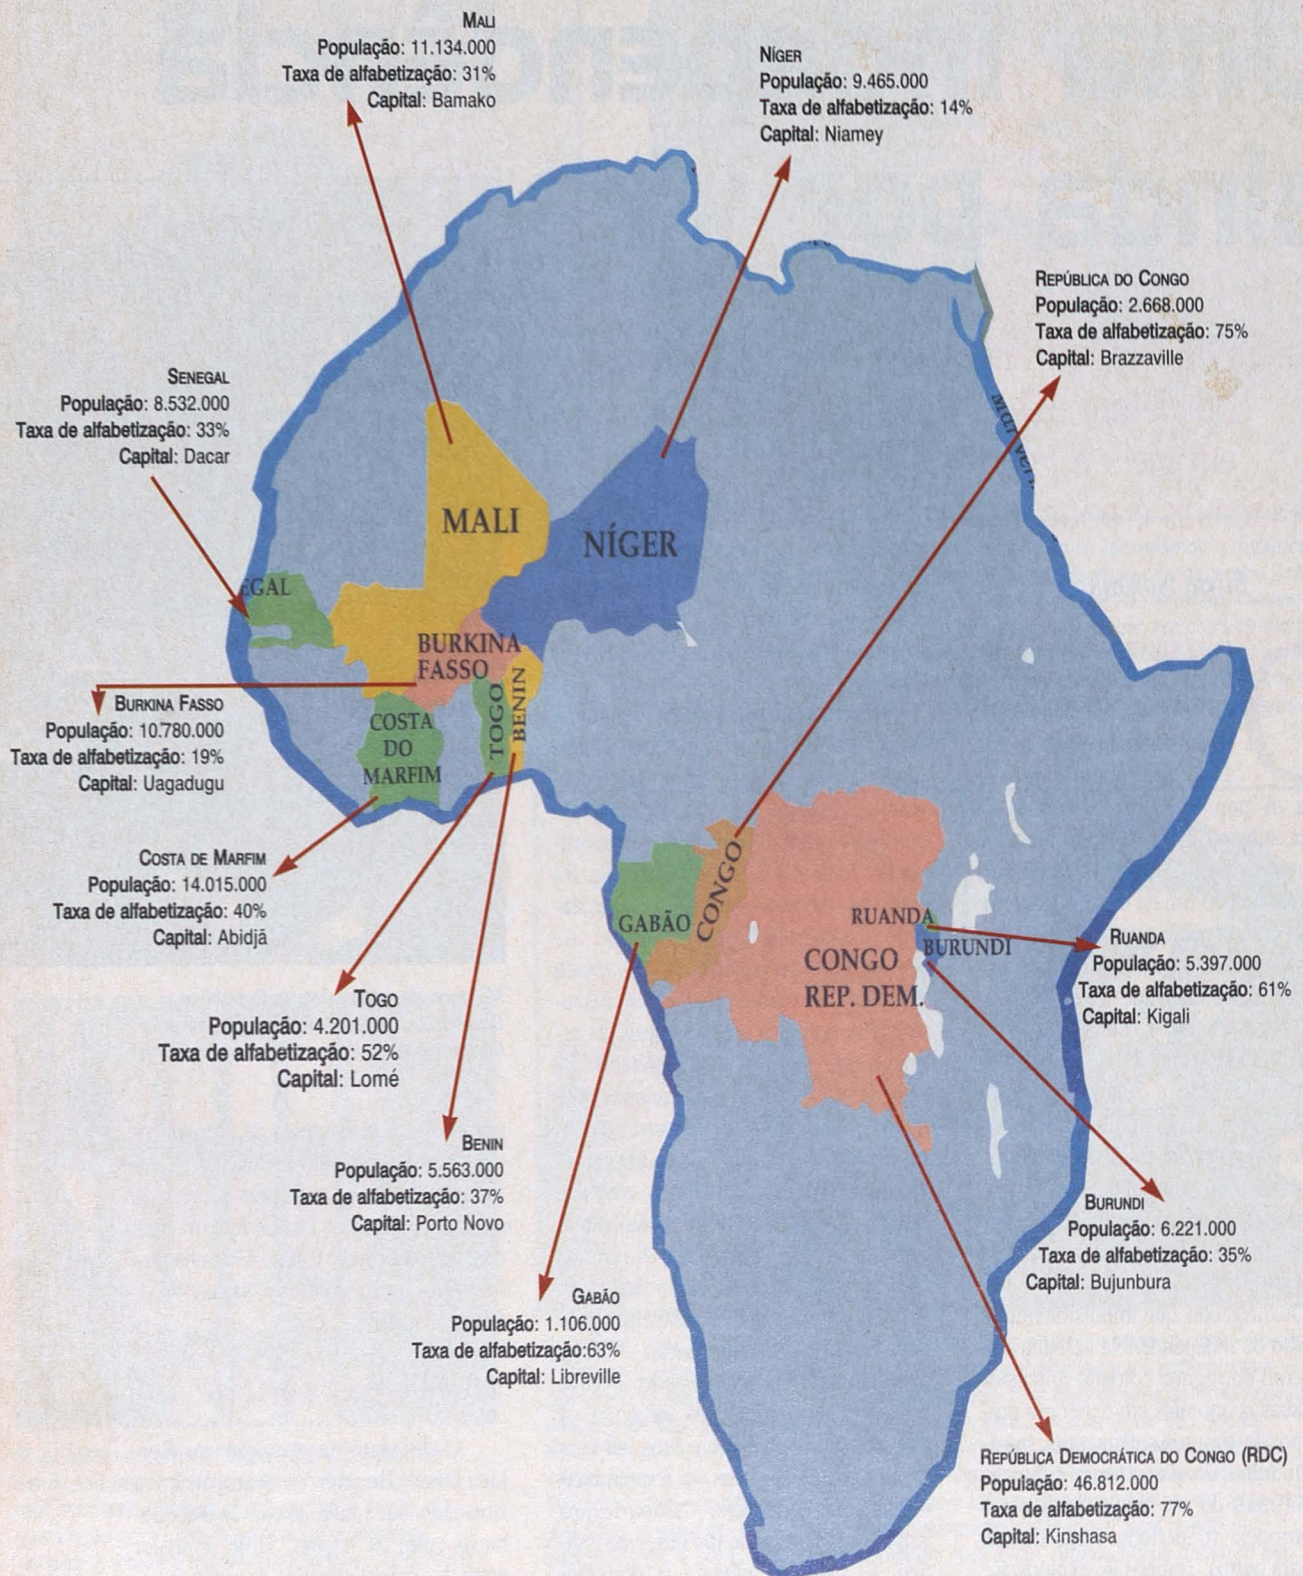 MALI
População: 11.134.000
Taxa de alfabetização: 31%
Capital: Bamako
NÍGER
População: 9.465.000
Taxa de alfabetização: 14%
Capital: Niamey
REPÚBLICA DO CONGO
População: 2.668.000
Taxa de alfabetização: 75%
Capital: Brazzaville
SENEGAL
População: 8.532.000
Taxa de alfabetização: 33%
Capital: Dacar
MALI
NÍGER
EGAL
BURKINA
FASSO
TOGO
BENIN
COSTA
DO
MARFIM
BURKINA FASSO
População: 10.780.000
Taxa de alfabetização: 19%
Capital: Uagadugu
COSTA DE MARFIM
População: 14.015.000
Taxa de alfabetização: 40%
Capital: Abidjã
GABÃO
CONGO
RUANDA
BURUNDI
CONGO
REP. DEM.
RUANDA
População: 5.397.000
Taxa de alfabetização: 61%
Capital: Kigali
TOGO
População: 4.201.000
Taxa de alfabetização: 52%
Capital: Lomé
BENIN
População: 5.563.000
Taxa de alfabetização: 37%
Capital: Porto Novo
BURUNDI
População: 6.221.000
Taxa de alfabetização: 35%
Capital: Bujunbura
GABÃO
População: 1.106.000
Taxa de alfabetização:63%
Capital: Libreville
REPÚBLICA DEMOCRÁTICA DO CONGO (RDC)
População: 46.812.000
Taxa de alfabetização: 77%
Capital: Kinshasa